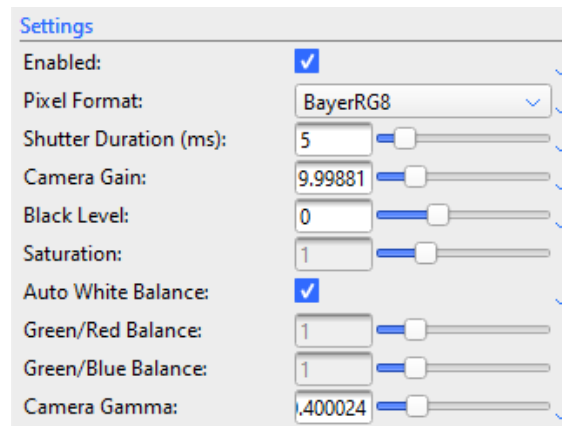 Settings
Enabled:
Pixel Format: BayerRG8
Shutter Duration (ms): 5
Camera Gain: 9.99881
Black Level: 0
Saturation: 1
Auto White Balance:
Green/Red Balance: 1
Green/Blue Balance: 1
Camera Gamma: .400024